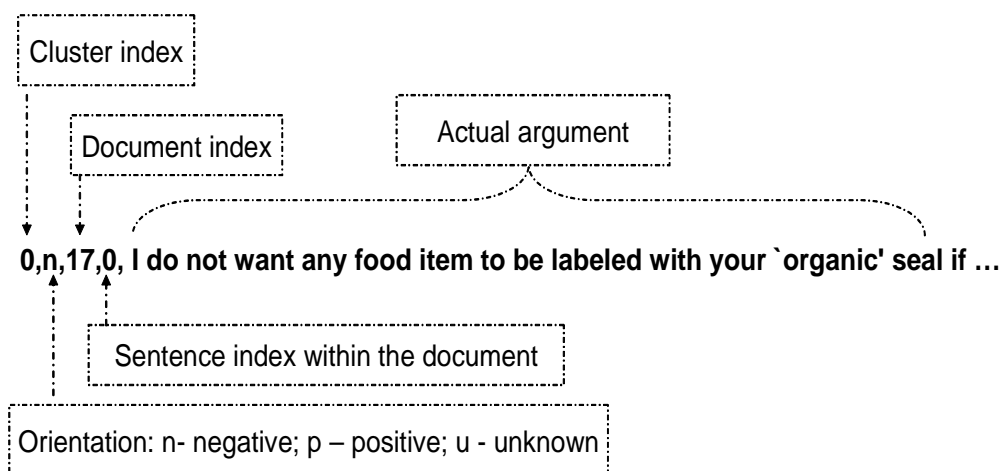 Cluster index
Actual argument
Document index
0,n,17,0, I do not want any food item to be labeled with your `organic' seal if …
Sentence index within the document
Orientation: n- negative; p – positive; u - unknown